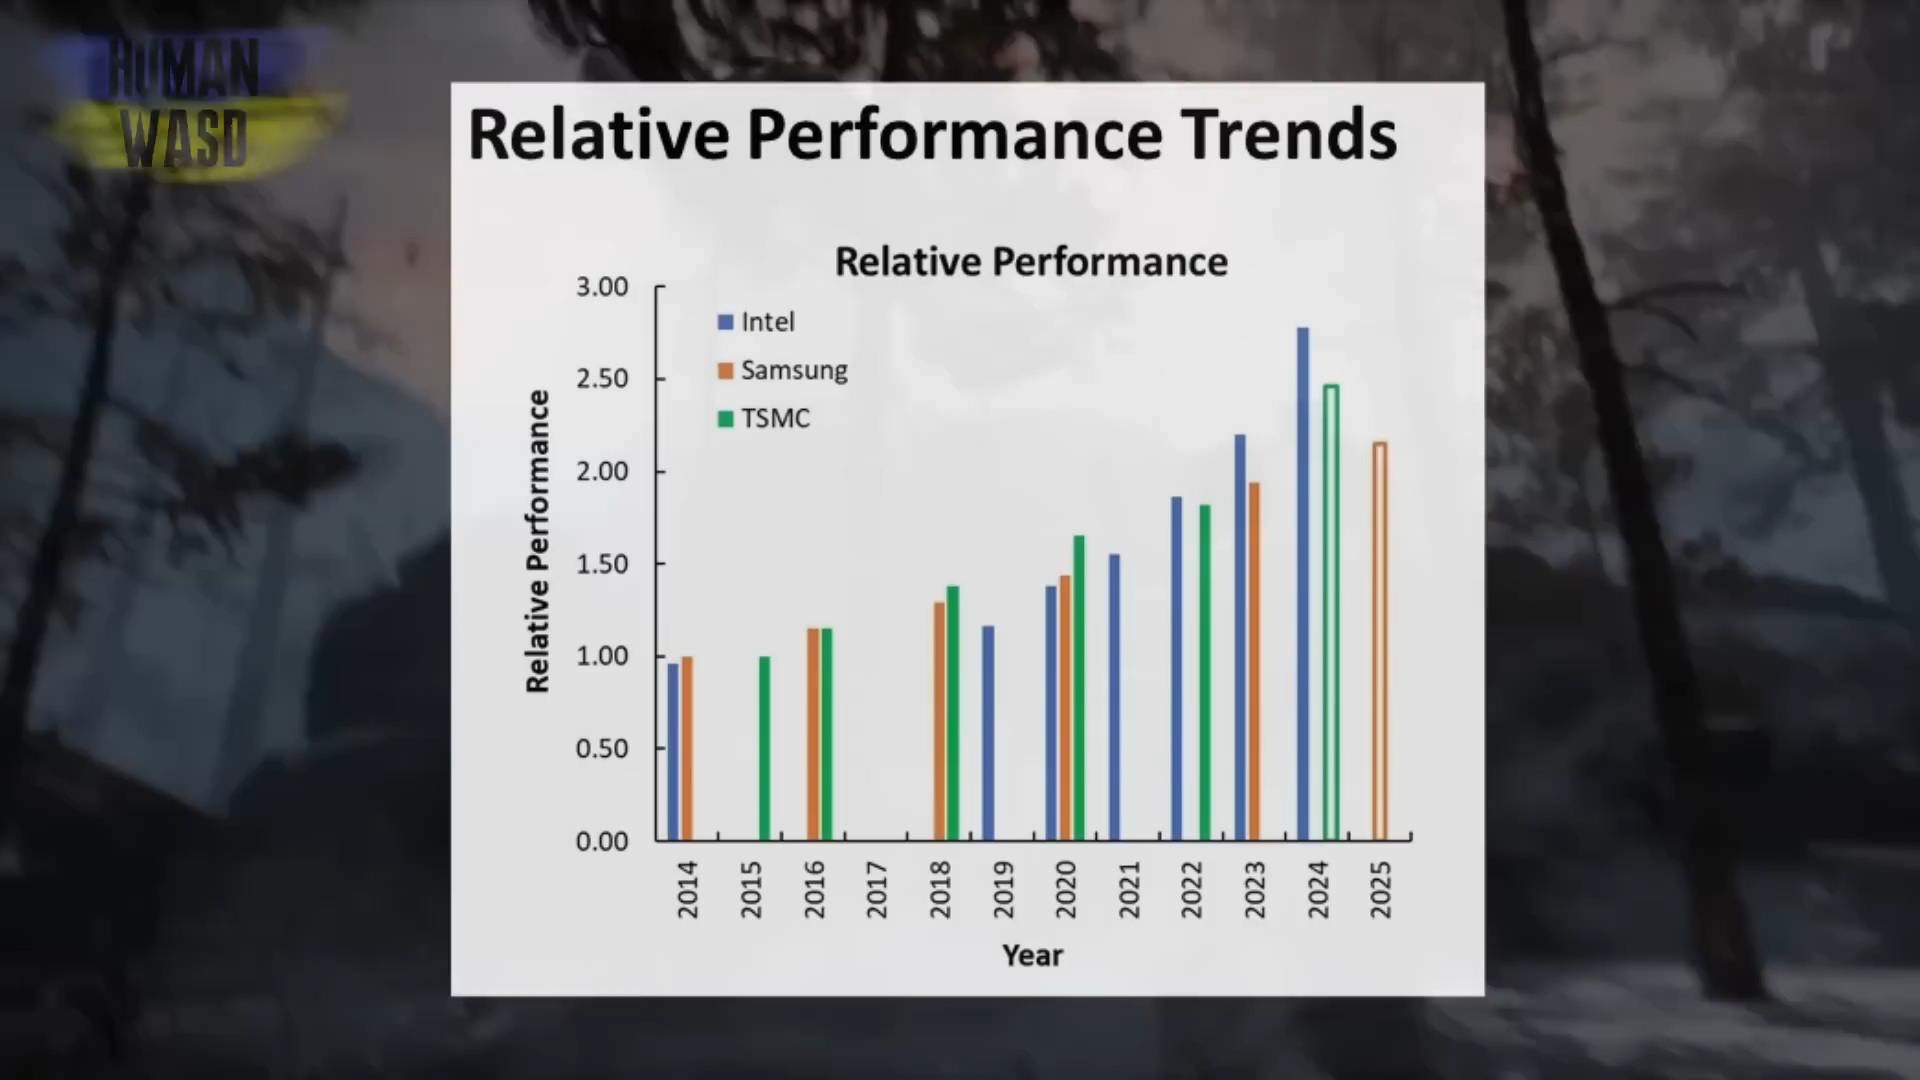 HUMAN
WASD
Relative Performance Trends
Relative Performance
3.00
2.50
2.00
1.50
1.00
0.50
0.00
Relative Performance
Intel
Samsung
TSMC
2014
2015
2016
2017
2018
2019
2020
2021
2022
2023
2024
2025
Year